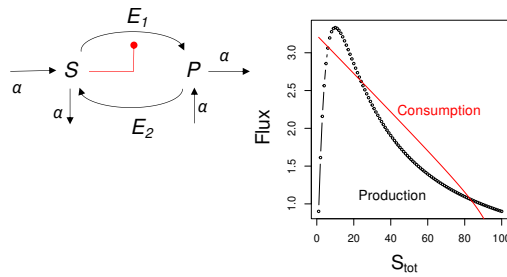 E1
S P
α α
α α
E2
Flux
3.0
2.5
2.0
1.5
1.0
Consumption
Production
0 20 40 60 80 100
Stot